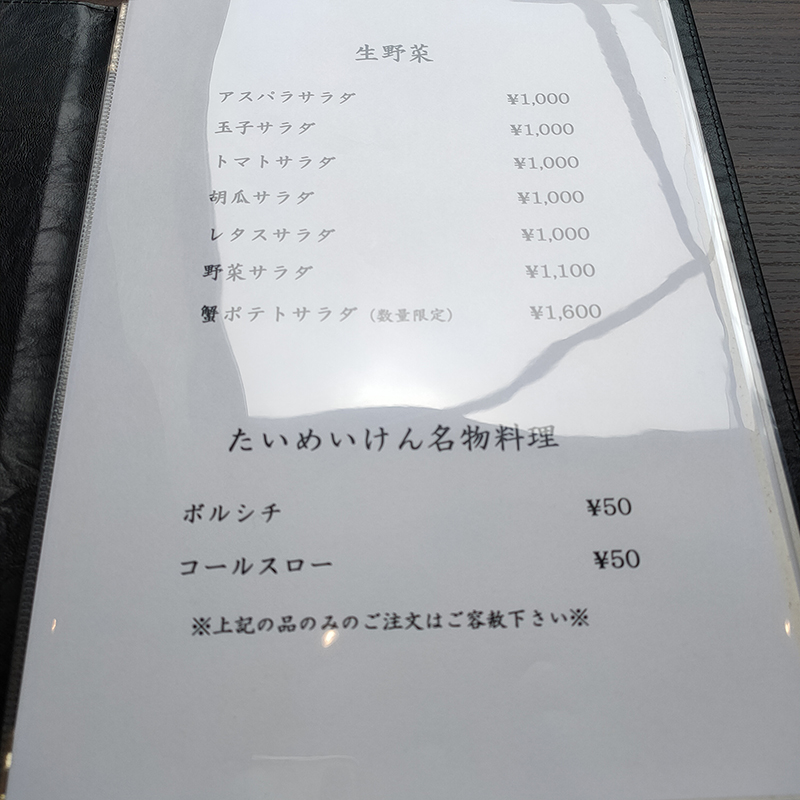 生野菜
アスパラサラダ ¥1,000
玉子サラダ ¥1,000
トマトサラダ ¥1,000
胡瓜サラダ ¥1,000
レタスサラダ ¥1,000
野菜サラダ ¥1,100
蟹ポテトサラダ（数量限定） ¥1,600
たいめいけん名物料理
ボルシチ ¥50
コールスロー ¥50
※上記の品のみのご注文はご容赦下さい※